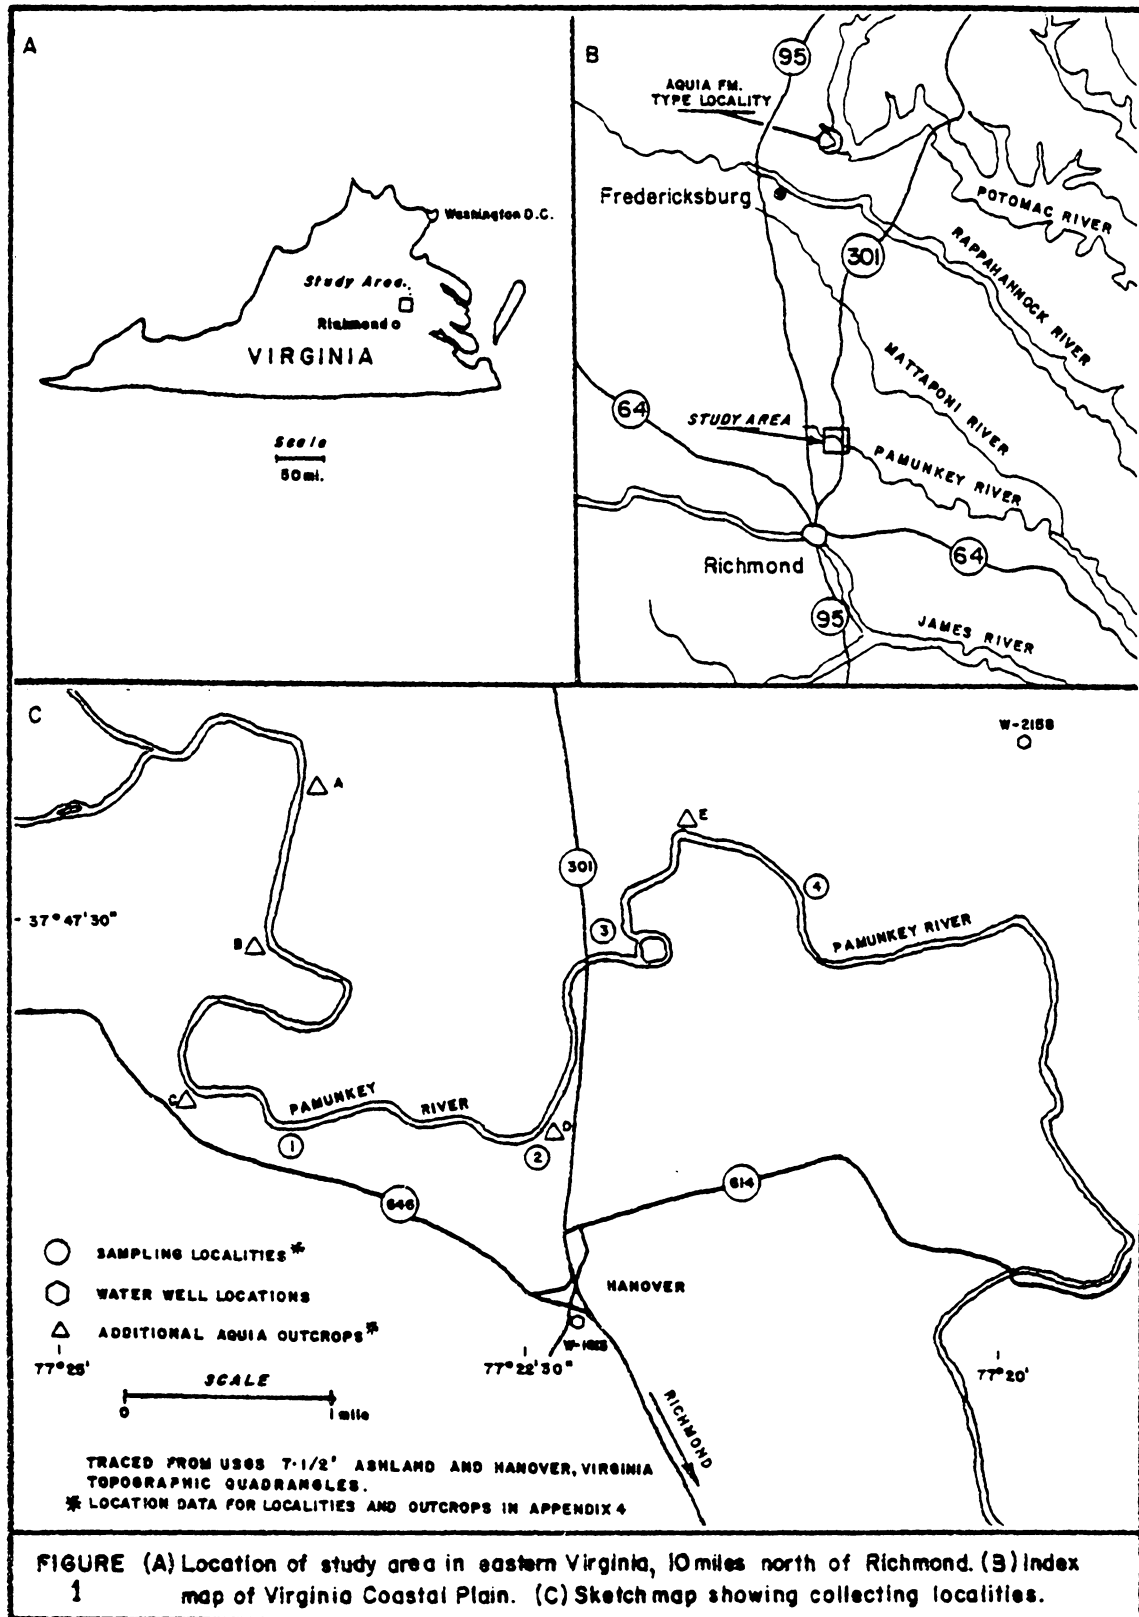 A
Washington D.C.
Study Area
Richmond
VIRGINIA
Scale
50mi.
B
95
AQUIA FM.
TYPE LOCALITY
Fredericksburg
POTOMAC RIVER
301
RAPPAHANNOCK RIVER
MATTAPONI RIVER
64
STUDY AREA
PAMUNKEY RIVER
Richmond
64
95
JAMES RIVER
C
W-2158
A
E
301
4
37°47'30"
3
B
PAMUNKEY RIVER
C
PAMUNKEY RIVER
D
1
2
646
614
SAMPLING LOCALITIES*
WATER WELL LOCATIONS
HANOVER
ADDITIONAL AQUIA OUTCROPS*
77°25'
77°22'30"
77°20'
SCALE
0
1 mile
RICHMOND
TRACED FROM USGS 7-1/2' ASHLAND AND HANOVER, VIRGINIA
TOPOGRAPHIC QUADRANGLES.
* LOCATION DATA FOR LOCALITIES AND OUTCROPS IN APPENDIX 4
FIGURE (A) Location of study area in eastern Virginia, 10 miles north of Richmond. (B) Index
1 map of Virginia Coastal Plain. (C) Sketch map showing collecting localities.